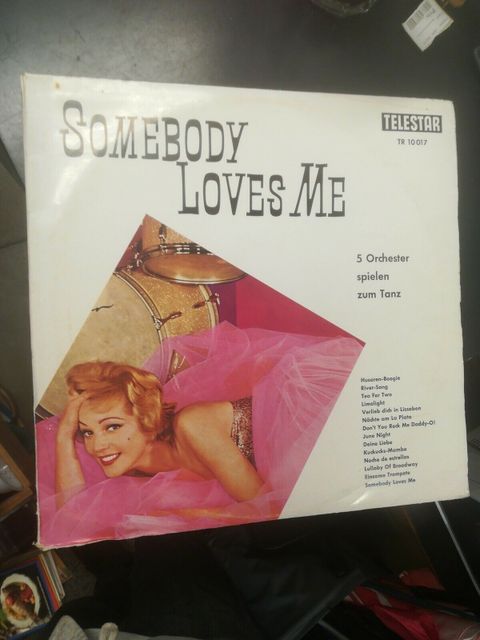 SOMEBODY
LOVES ME
TELESTAR
TR 10 017
5 Orchester
spielen
zum Tanz
Husaren-Boogie
River-Song
Tea For Two
Limelight
Verlieb dich in Lissabon
Nächte am La Plata
Don't You Rock Me Daddy-O!
June Night
Deine Liebe
Kuckucks-Mambo
Noche de estrellas
Lullaby Of Broadway
Einsame Trompete
Somebody Loves Me